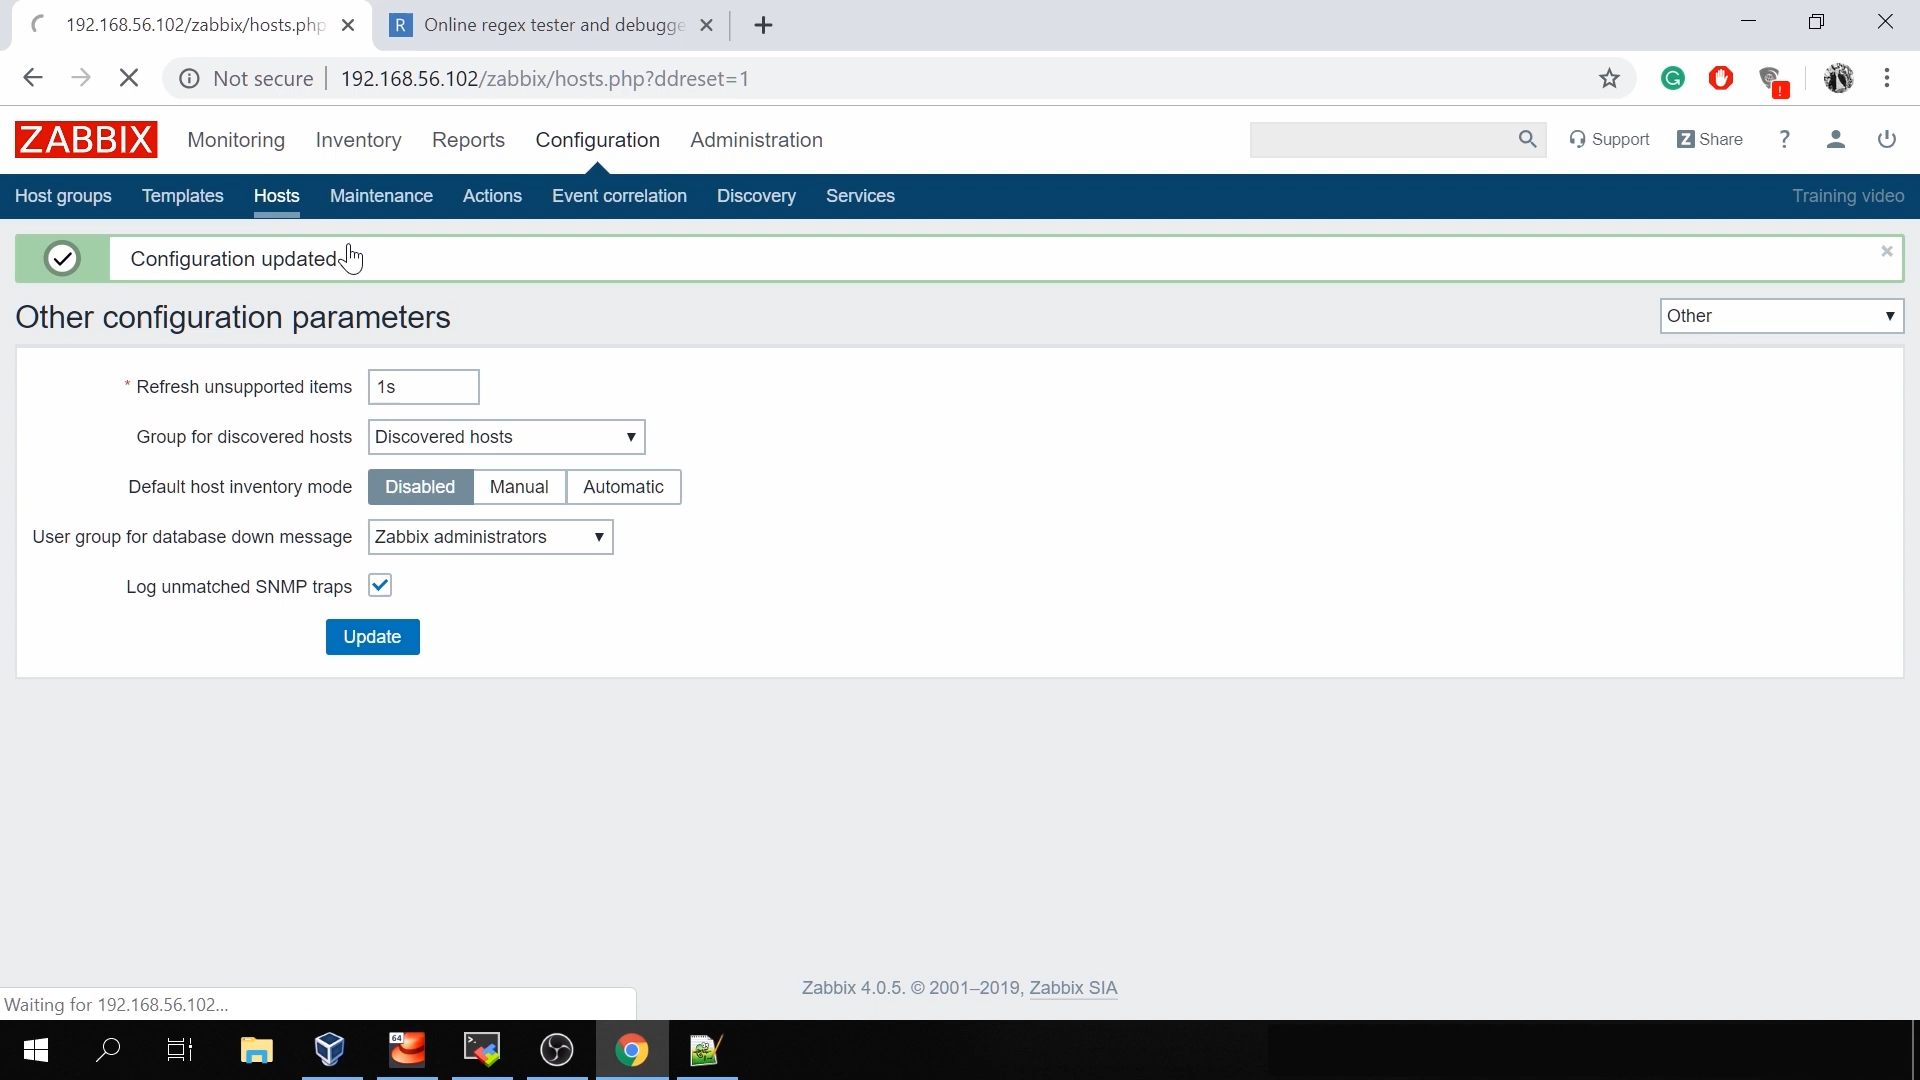 192.168.56.102/zabbix/hosts.php
R Online regex tester and debugge
Not secure 192.168.56.102/zabbix/hosts.php?ddreset=1
ZABBIX Monitoring Inventory Reports Configuration Administration Support Z Share ?
Host groups Templates Hosts Maintenance Actions Event correlation Discovery Services Training video
Configuration updated
Other configuration parameters Other
* Refresh unsupported items 1s
Group for discovered hosts Discovered hosts
Default host inventory mode Disabled Manual Automatic
User group for database down message Zabbix administrators
Log unmatched SNMP traps
Update
Zabbix 4.0.5. © 2001–2019, Zabbix SIA
Waiting for 192.168.56.102...
64